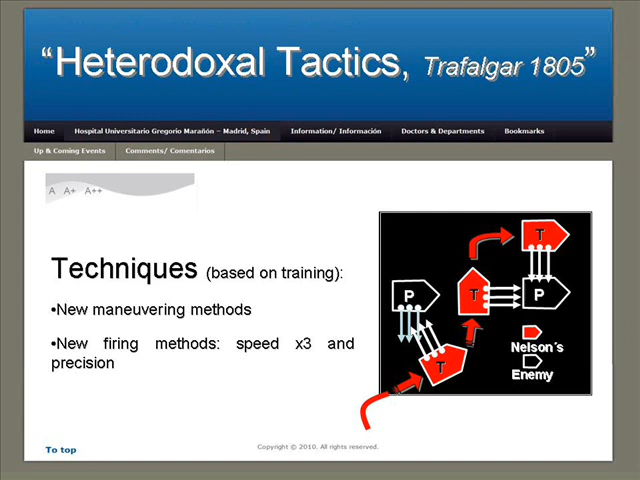 “Heterodoxal Tactics, Trafalgar 1805”
Home Hospital Universitario Gregorio Marañón – Madrid, Spain Information/ Información Doctors & Departments Bookmarks
Up & Coming Events Comments/ Comentarios
A A+ A++
Techniques (based on training):
•New maneuvering methods
•New firing methods: speed x3 and
precision
T
T
P
P
T
Nelson´s
Enemy
To top
Copyright © 2010. All rights reserved.